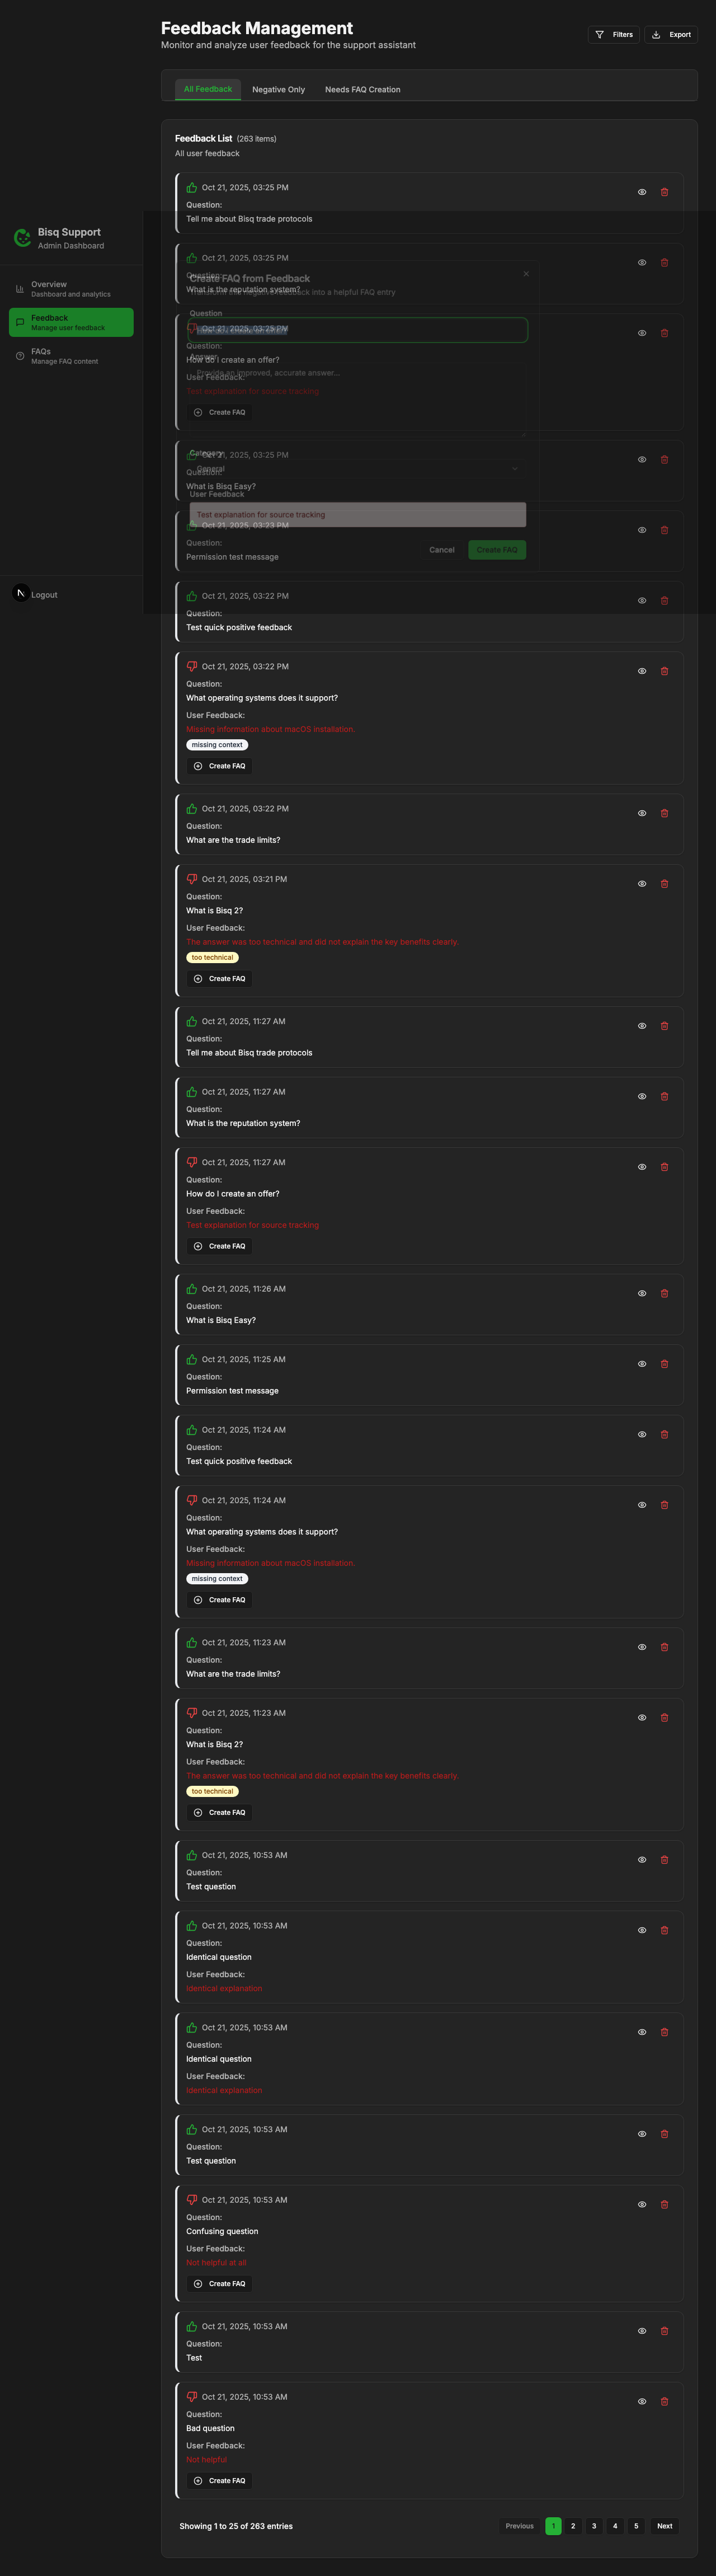 Feedback Management
Monitor and analyze user feedback for the support assistant
Filters
Export
All Feedback
Negative Only
Needs FAQ Creation
Feedback List (263 items)
All user feedback
Oct 21, 2025, 03:25 PM
Question:
Tell me about Bisq trade protocols
Bisq Support
Admin Dashboard
Overview
Dashboard and analytics
Feedback
Manage user feedback
FAQs
Manage FAQ content
Logout
Oct 21, 2025, 03:25 PM
Question:
What is the reputation system?
Oct 21, 2025, 03:25 PM
Question:
How do I create an offer?
User Feedback:
Test explanation for source tracking
Create FAQ
Oct 21, 2025, 03:25 PM
Question:
What is Bisq Easy?
Oct 21, 2025, 03:23 PM
Question:
Permission test message
Create FAQ from Feedback
Question
Answer
Provide an improved, accurate answer...
Category
General
User Feedback
Test explanation for source tracking
Cancel
Create FAQ
Oct 21, 2025, 03:22 PM
Question:
Test quick positive feedback
Oct 21, 2025, 03:22 PM
Question:
What operating systems does it support?
User Feedback:
Missing information about macOS installation.
missing context
Create FAQ
Oct 21, 2025, 03:22 PM
Question:
What are the trade limits?
Oct 21, 2025, 03:21 PM
Question:
What is Bisq 2?
User Feedback:
The answer was too technical and did not explain the key benefits clearly.
too technical
Create FAQ
Oct 21, 2025, 11:27 AM
Question:
Tell me about Bisq trade protocols
Oct 21, 2025, 11:27 AM
Question:
What is the reputation system?
Oct 21, 2025, 11:27 AM
Question:
How do I create an offer?
User Feedback:
Test explanation for source tracking
Create FAQ
Oct 21, 2025, 11:26 AM
Question:
What is Bisq Easy?
Oct 21, 2025, 11:25 AM
Question:
Permission test message
Oct 21, 2025, 11:24 AM
Question:
Test quick positive feedback
Oct 21, 2025, 11:24 AM
Question:
What operating systems does it support?
User Feedback:
Missing information about macOS installation.
missing context
Create FAQ
Oct 21, 2025, 11:23 AM
Question:
What are the trade limits?
Oct 21, 2025, 11:23 AM
Question:
What is Bisq 2?
User Feedback:
The answer was too technical and did not explain the key benefits clearly.
too technical
Create FAQ
Oct 21, 2025, 10:53 AM
Question:
Test question
Oct 21, 2025, 10:53 AM
Question:
Identical question
User Feedback:
Identical explanation
Oct 21, 2025, 10:53 AM
Question:
Identical question
User Feedback:
Identical explanation
Oct 21, 2025, 10:53 AM
Question:
Test question
Oct 21, 2025, 10:53 AM
Question:
Confusing question
User Feedback:
Not helpful at all
Create FAQ
Oct 21, 2025, 10:53 AM
Question:
Test
Oct 21, 2025, 10:53 AM
Question:
Bad question
User Feedback:
Not helpful
Create FAQ
Showing 1 to 25 of 263 entries
Previous
1
2
3
4
5
Next